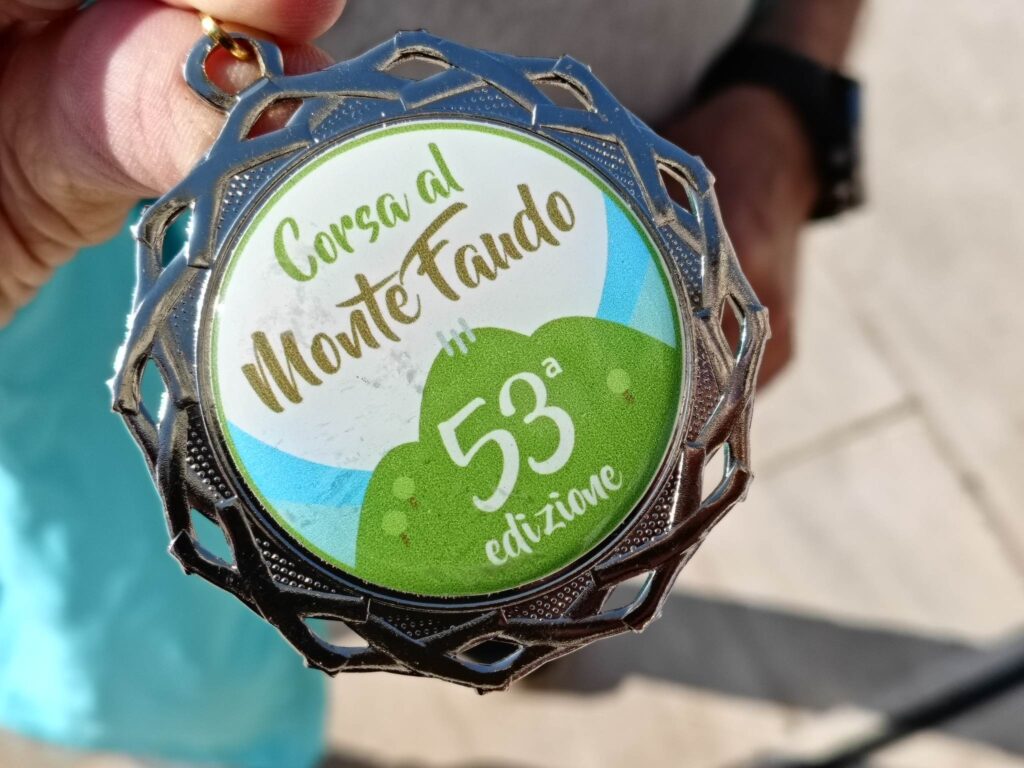 Corsa al
Monte Faudo
53ª
edizione